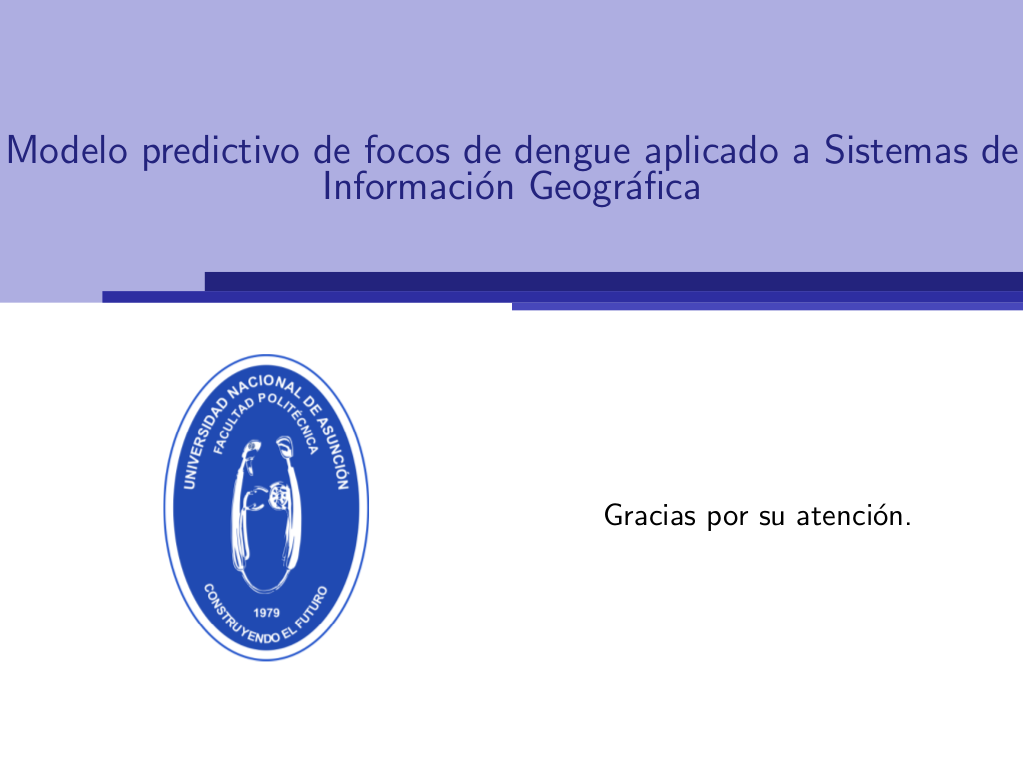 Modelo predictivo de focos de dengue aplicado a Sistemas de
Información Geográfica
UNIVERSIDAD NACIONAL DE ASUNCIÓN
FACULTAD POLITÉCNICA
1979
CONSTRUYENDO EL FUTURO
Gracias por su atención.